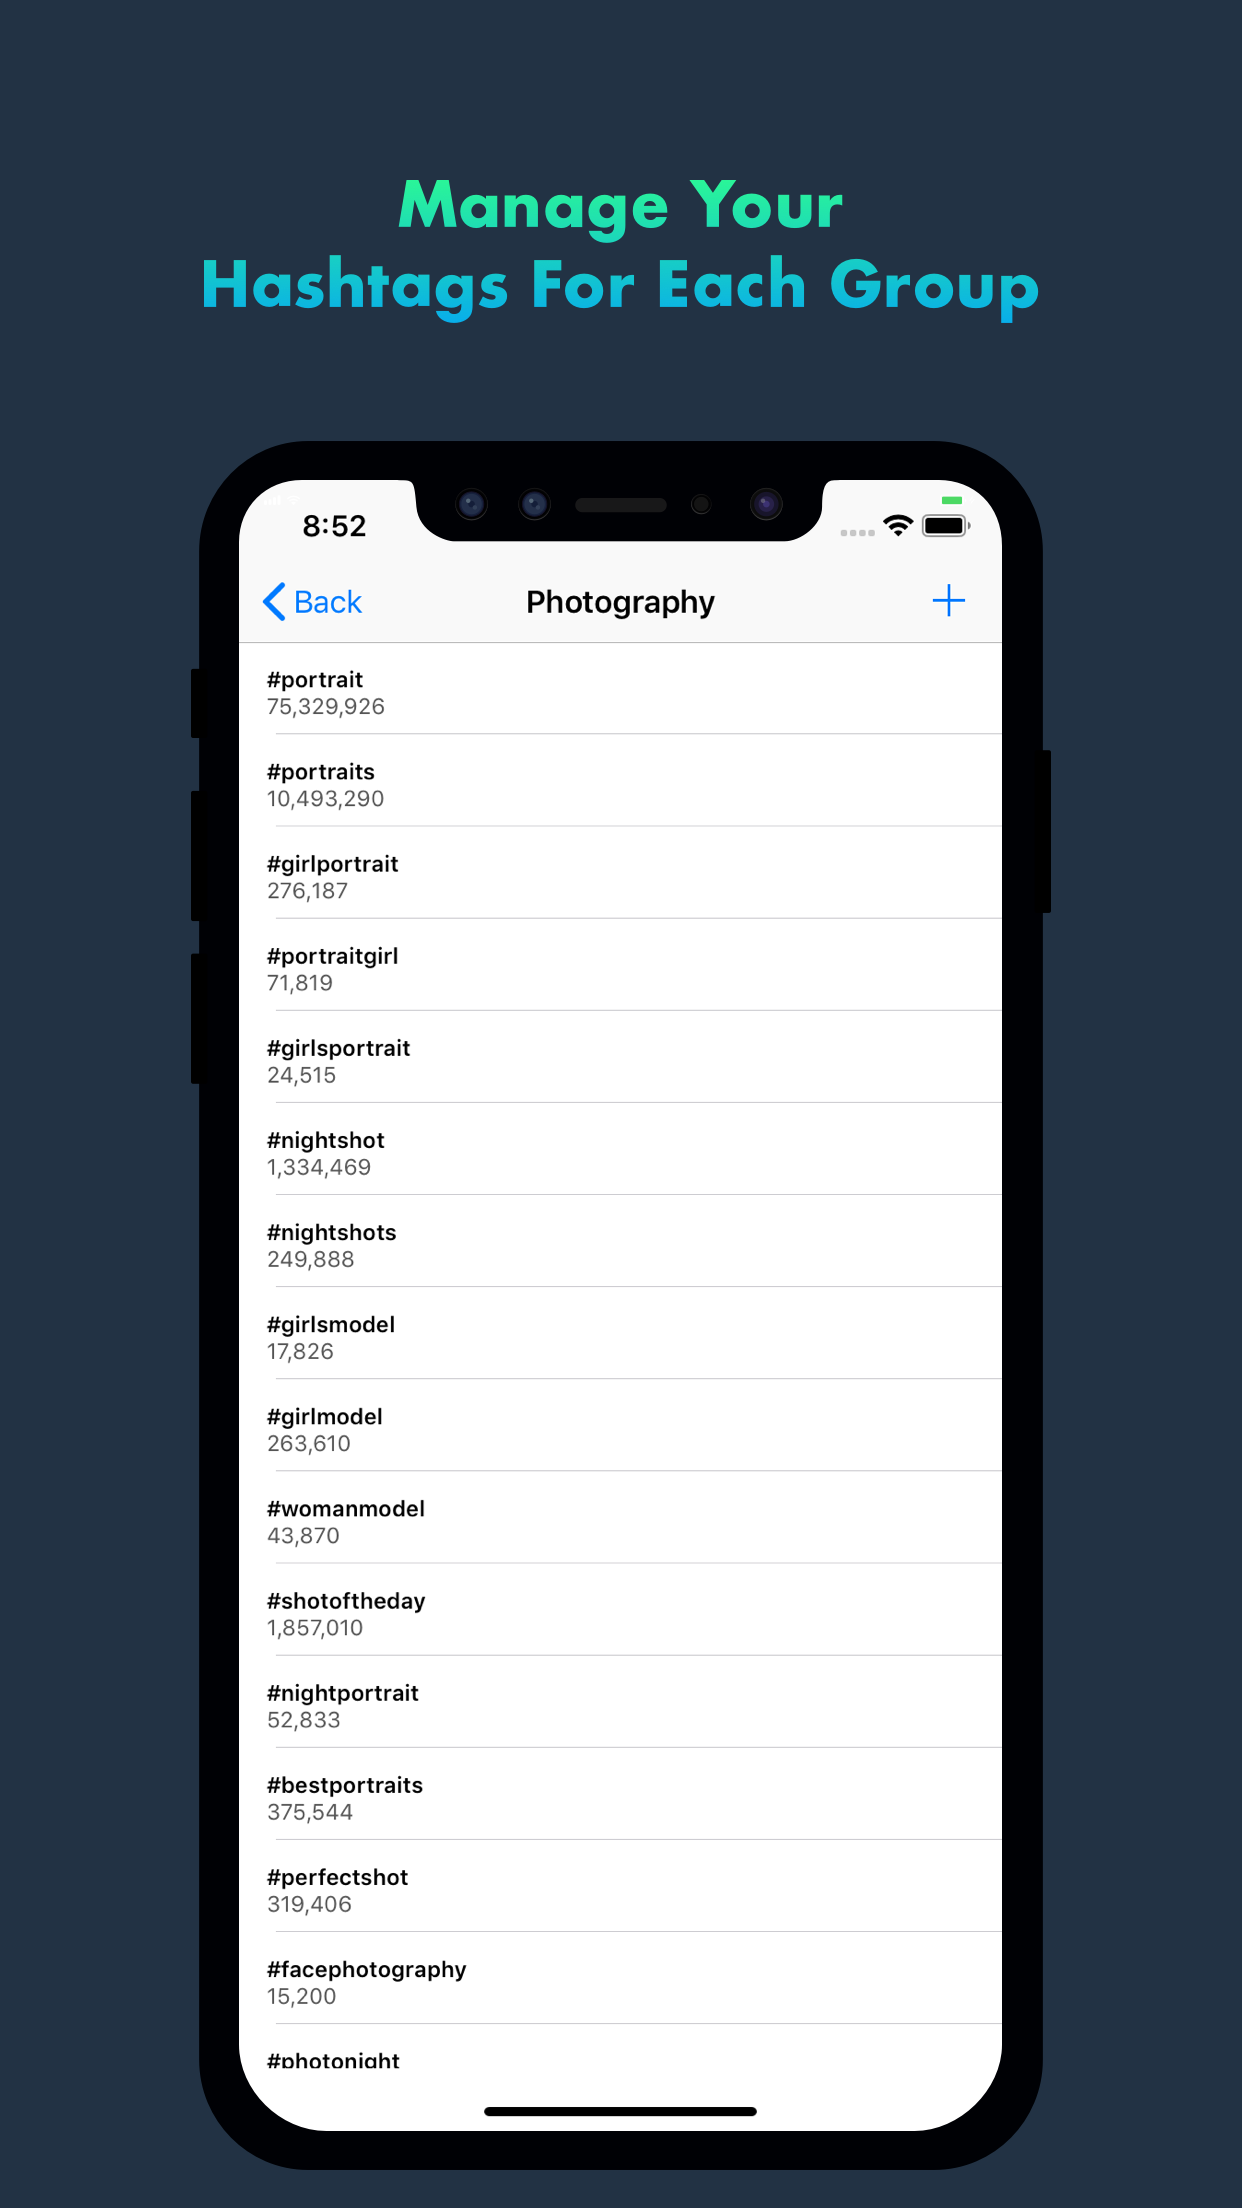 Manage Your
Hashtags For Each Group
8:52
Back
Photography
#portrait
75,329,926
#portraits
10,493,290
#girlportrait
276,187
#portraitgirl
71,819
#girlsportrait
24,515
#nightshot
1,334,469
#nightshots
249,888
#girlsmodel
17,826
#girlmodel
263,610
#womanmodel
43,870
#shotoftheday
1,857,010
#nightportrait
52,833
#bestportraits
375,544
#perfectshot
319,406
#facephotography
15,200
#photonight